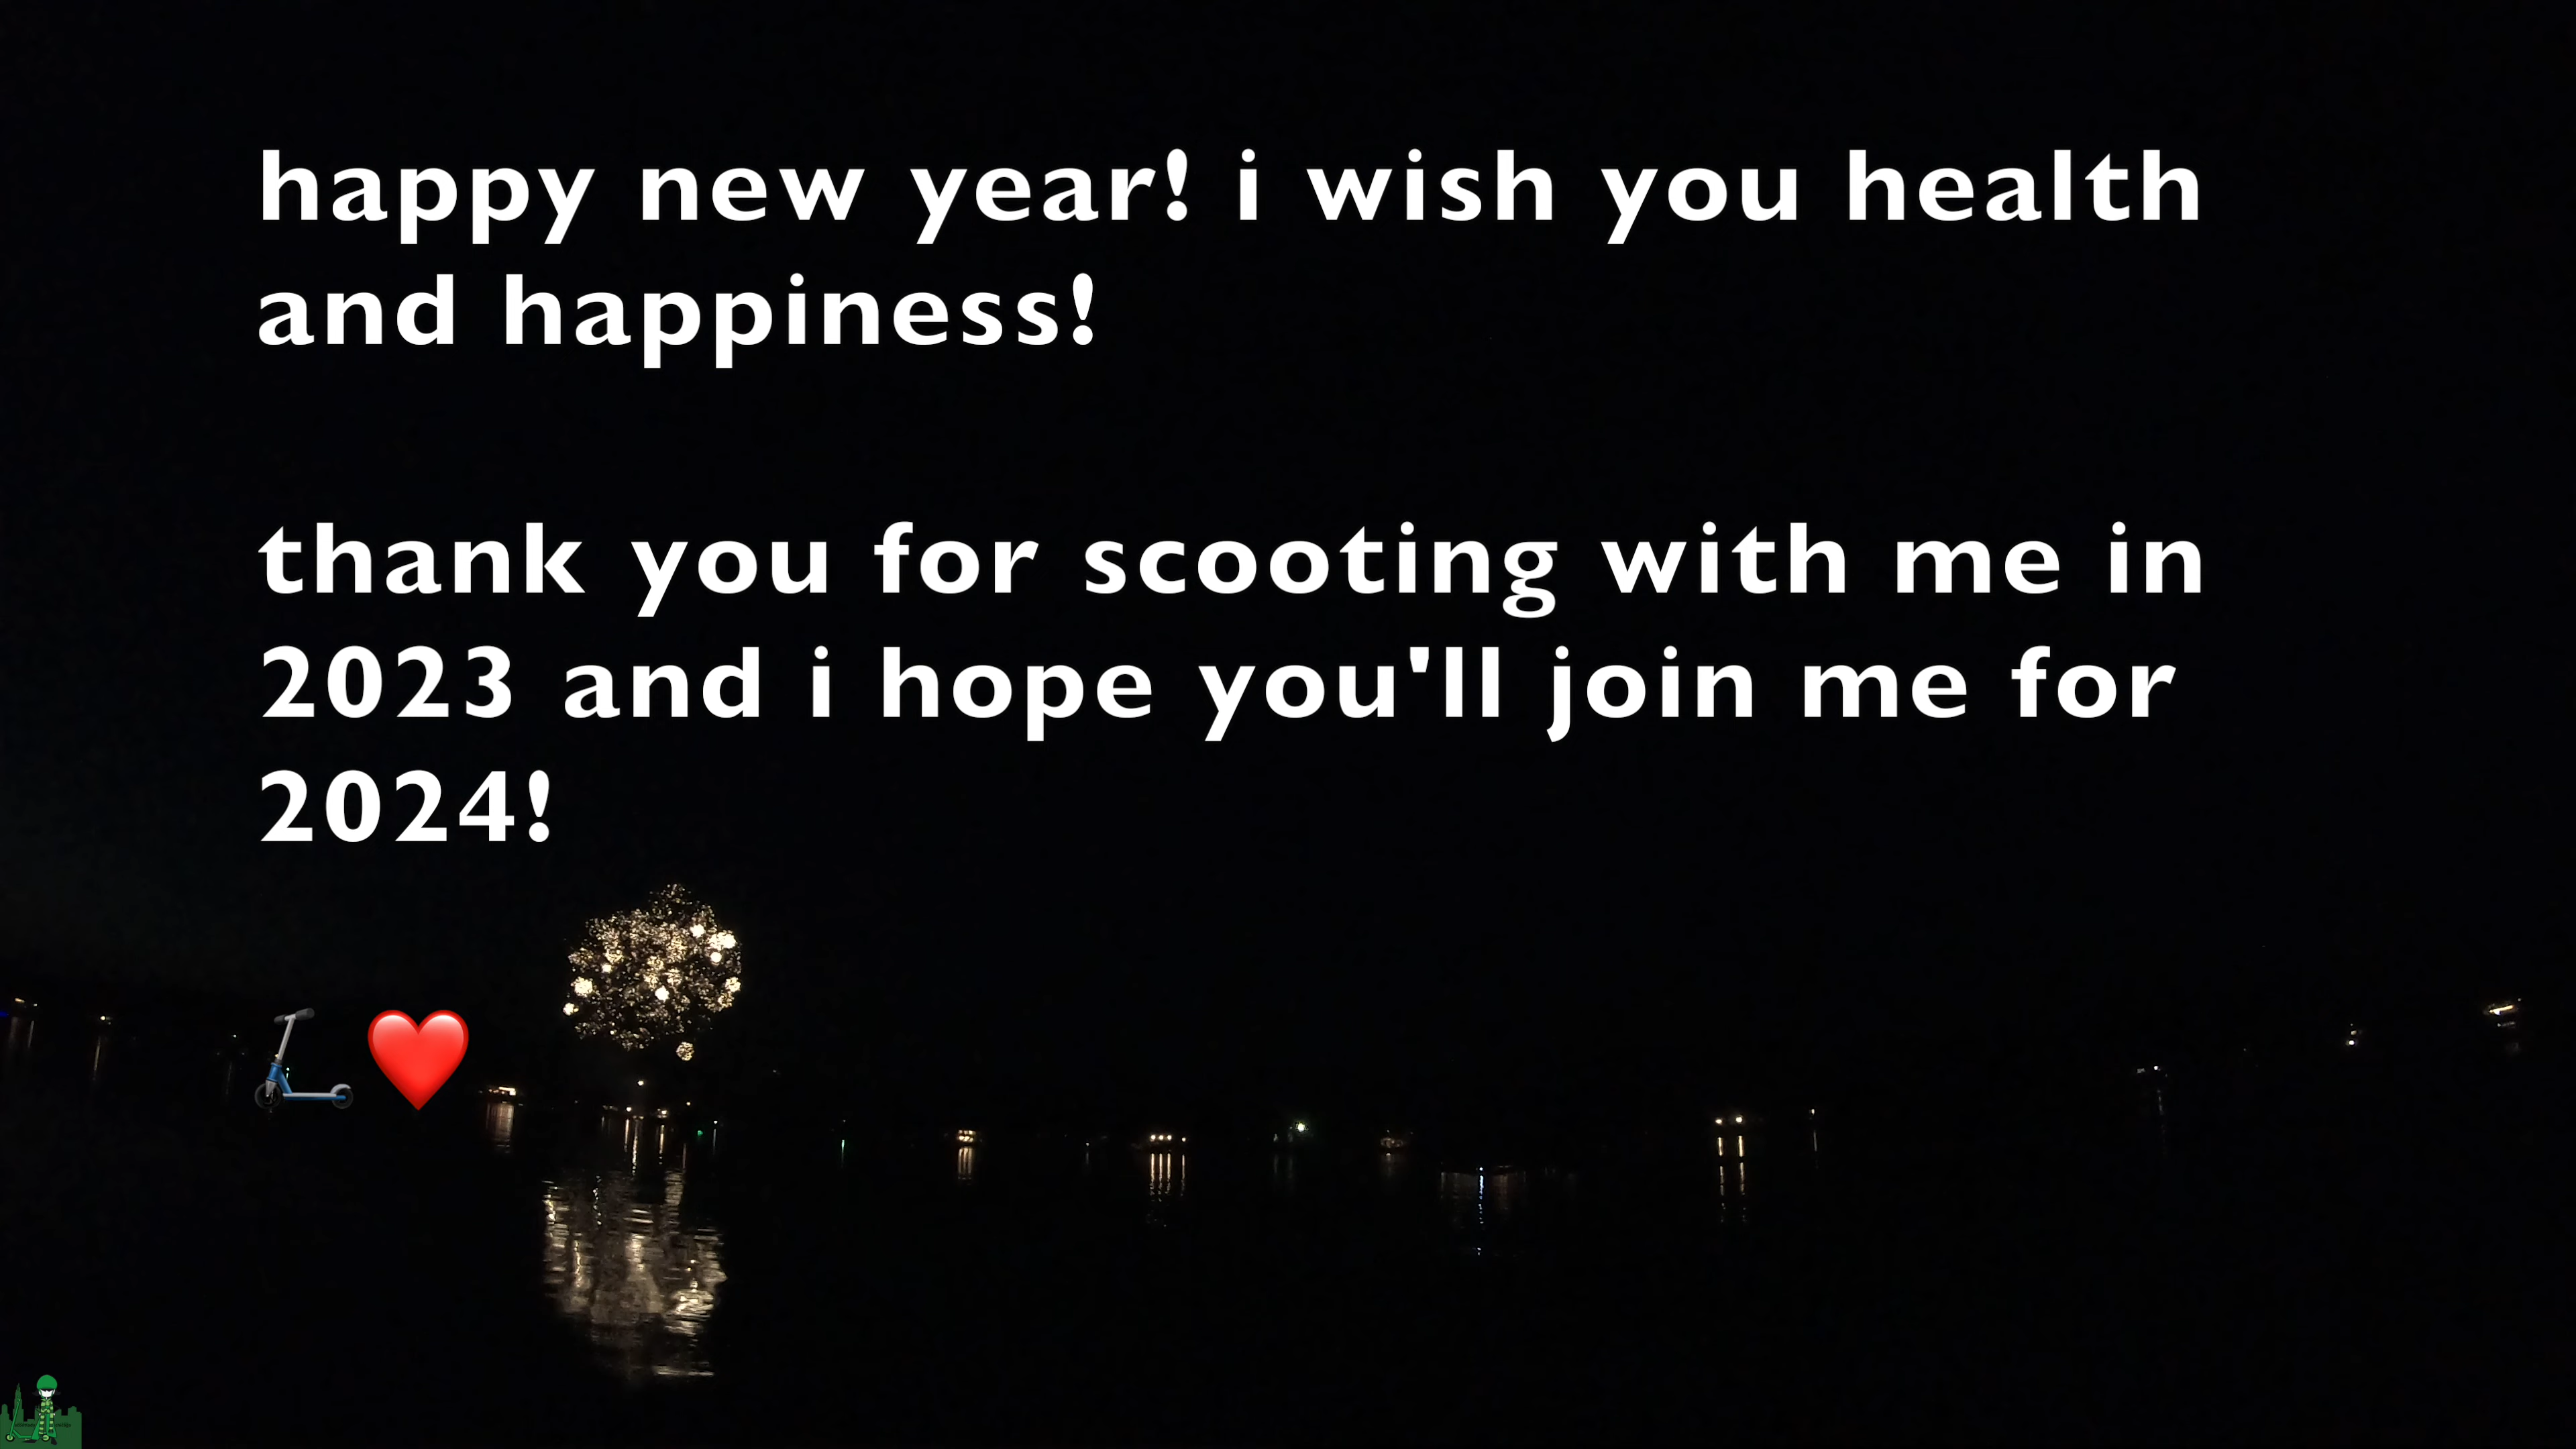 happy new year! i wish you health
and happiness!
thank you for scooting with me in
2023 and i hope you'll join me for
2024!
🛴❤️